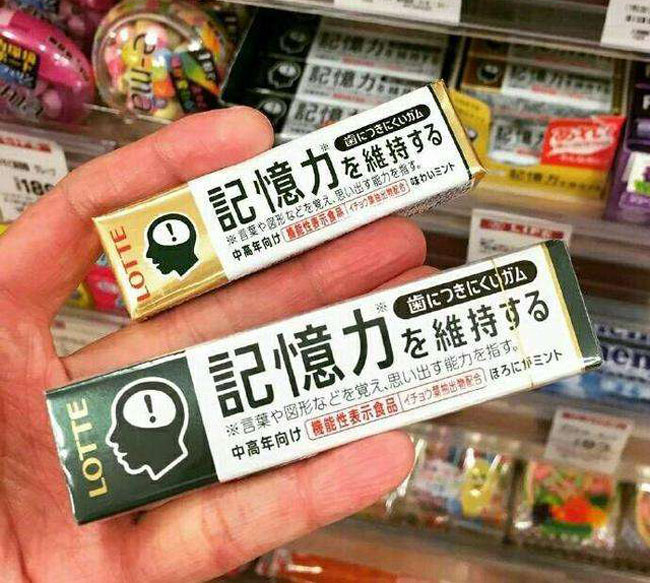 歯につきにくいガム
記憶力※を維持する
※言葉や図形などを覚え、思い出す能力を指す。
中高年向け 機能性表示食品 イチョウ葉抽出物配合 味わいミント
LOTTE
!
歯につきにくいガム
記憶力※を維持する
※言葉や図形などを覚え、思い出す能力を指す。
中高年向け 機能性表示食品 イチョウ葉抽出物配合 ほろにがミント
LOTTE
!
記憶力